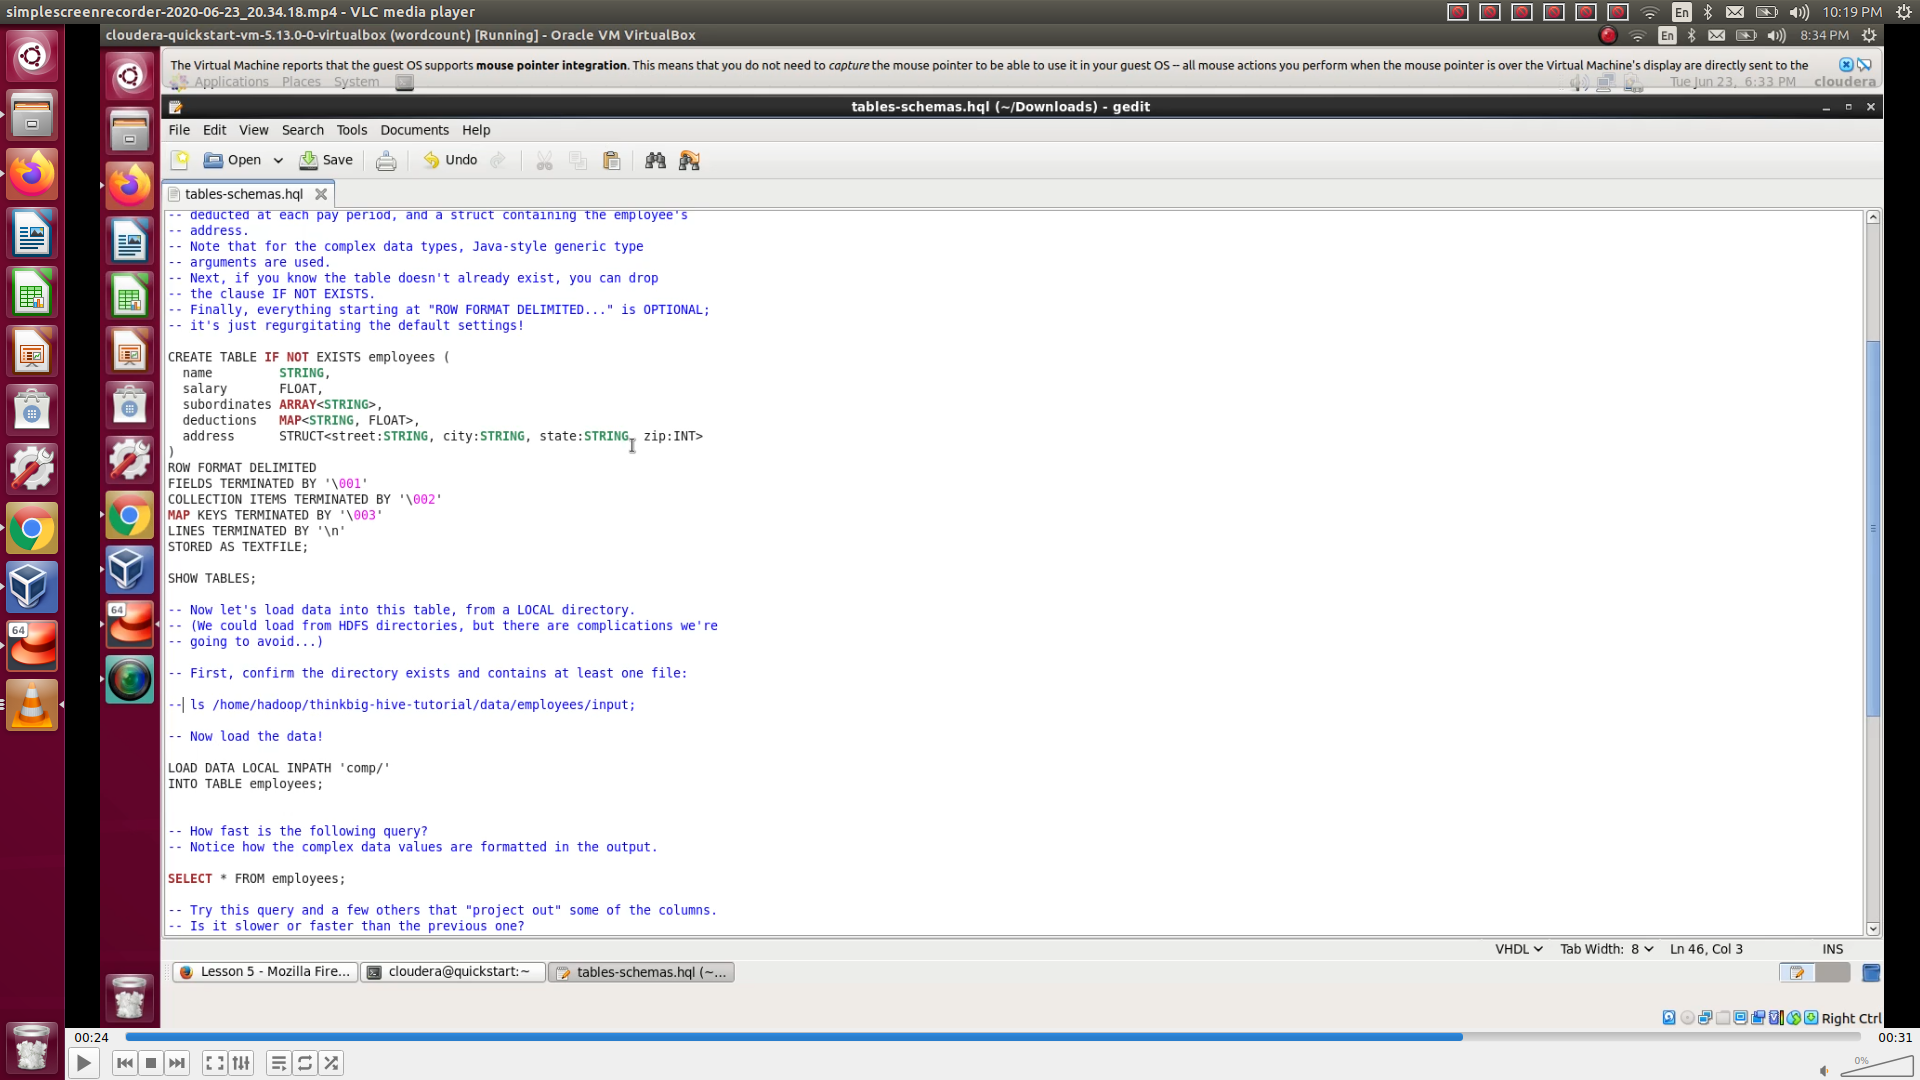 simplescreenrecorder-2020-06-23_20.34.18.mp4 - VLC media player
En
10:19 PM
cloudera-quickstart-vm-5.13.0-0-virtualbox (wordcount) [Running] - Oracle VM VirtualBox
En
8:34 PM
The Virtual Machine reports that the guest OS supports mouse pointer integration. This means that you do not need to capture the mouse pointer to be able to use it in your guest OS – all mouse actions you perform when the mouse pointer is over the Virtual Machine's display are directly sent to the
Applications Places System
Tue Jun 23, 6:33 PM cloudera
tables-schemas.hql (~/Downloads) - gedit
File Edit View Search Tools Documents Help
Open Save Undo
tables-schemas.hql
-- deducted at each pay period, and a struct containing the employee's
-- address.
-- Note that for the complex data types, Java-style generic type
-- arguments are used.
-- Next, if you know the table doesn't already exist, you can drop
-- the clause IF NOT EXISTS.
-- Finally, everything starting at "ROW FORMAT DELIMITED..." is OPTIONAL;
-- it's just regurgitating the default settings!
CREATE TABLE IF NOT EXISTS employees (
name STRING,
salary FLOAT,
subordinates ARRAY<STRING>,
deductions MAP<STRING, FLOAT>,
address STRUCT<street:STRING, city:STRING, state:STRING, zip:INT>
)
ROW FORMAT DELIMITED
FIELDS TERMINATED BY '\001'
COLLECTION ITEMS TERMINATED BY '\002'
MAP KEYS TERMINATED BY '\003'
LINES TERMINATED BY '\n'
STORED AS TEXTFILE;
SHOW TABLES;
-- Now let's load data into this table, from a LOCAL directory.
-- (We could load from HDFS directories, but there are complications we're
-- going to avoid...)
-- First, confirm the directory exists and contains at least one file:
-- ls /home/hadoop/thinkbig-hive-tutorial/data/employees/input;
-- Now load the data!
LOAD DATA LOCAL INPATH 'comp/'
INTO TABLE employees;
-- How fast is the following query?
-- Notice how the complex data values are formatted in the output.
SELECT * FROM employees;
-- Try this query and a few others that "project out" some of the columns.
-- Is it slower or faster than the previous one?
VHDL Tab Width: 8 Ln 46, Col 3 INS
Lesson 5 - Mozilla Fire... cloudera@quickstart:~ tables-schemas.hql (~...
Right Ctrl
64
64
00:24
00:31
0%